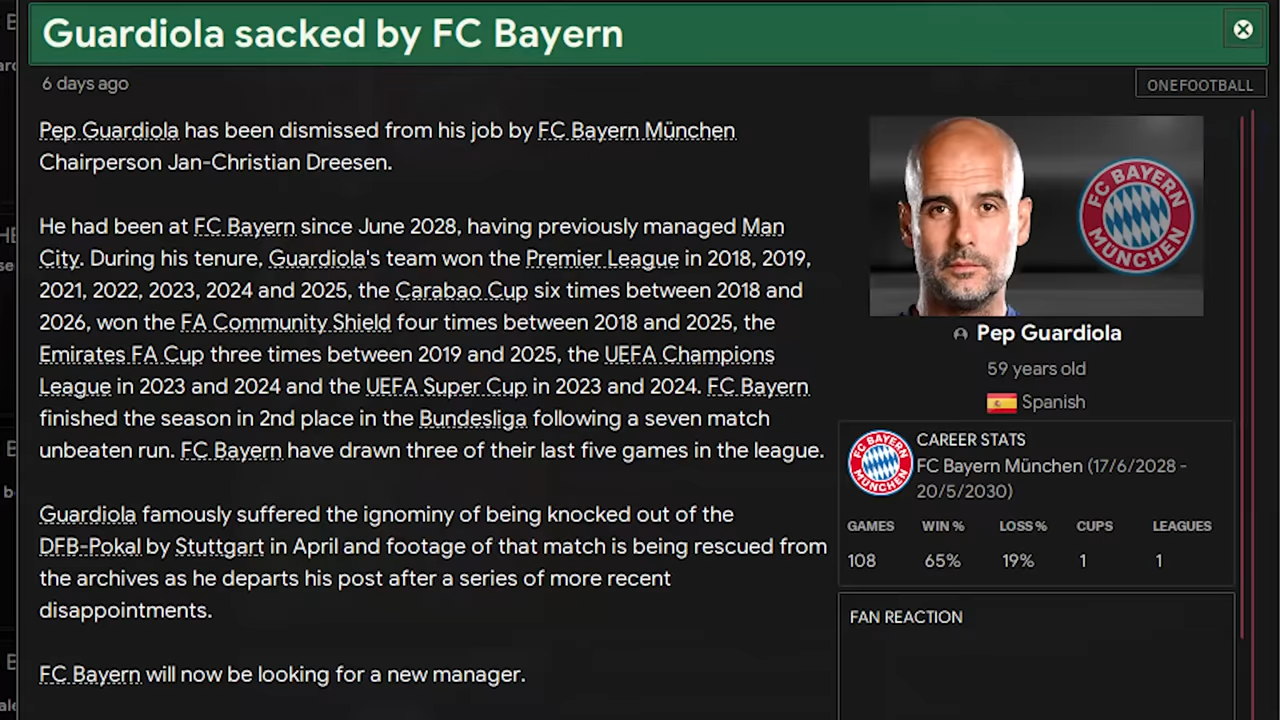 Guardiola sacked by FC Bayern
6 days ago
ONEFOOTBALL
Pep Guardiola has been dismissed from his job by FC Bayern München
Chairperson Jan-Christian Dreesen.
He had been at FC Bayern since June 2028, having previously managed Man
City. During his tenure, Guardiola's team won the Premier League in 2018, 2019,
2021, 2022, 2023, 2024 and 2025, the Carabao Cup six times between 2018 and
2026, won the FA Community Shield four times between 2018 and 2025, the
Emirates FA Cup three times between 2019 and 2025, the UEFA Champions
League in 2023 and 2024 and the UEFA Super Cup in 2023 and 2024. FC Bayern
finished the season in 2nd place in the Bundesliga following a seven match
unbeaten run. FC Bayern have drawn three of their last five games in the league.
Guardiola famously suffered the ignominy of being knocked out of the
DFB-Pokal by Stuttgart in April and footage of that match is being rescued from
the archives as he departs his post after a series of more recent
disappointments.
FC Bayern will now be looking for a new manager.
FC BAYERN
MÜNCHEN
Pep Guardiola
59 years old
Spanish
FC BAYERN
MÜNCHEN
CAREER STATS
FC Bayern München (17/6/2028 -
20/5/2030)
GAMES WIN % LOSS % CUPS LEAGUES
108 65% 19% 1 1
FAN REACTION